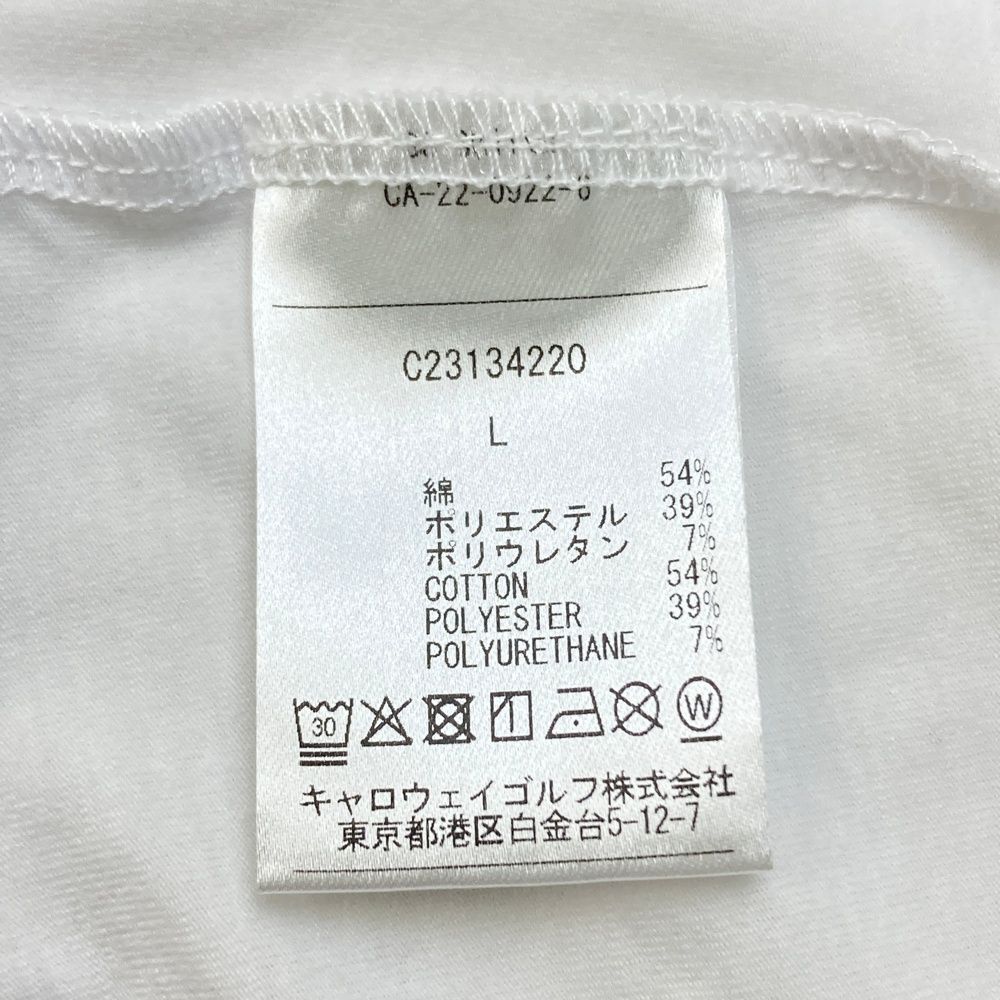 CA-22-0922-8
C23134220
L
綿 54%
ポリエステル 39%
ポリウレタン 7%
COTTON 54%
POLYESTER 39%
POLYURETHANE 7%
30
W
キャロウェイゴルフ株式会社
東京都港区白金台5-12-7